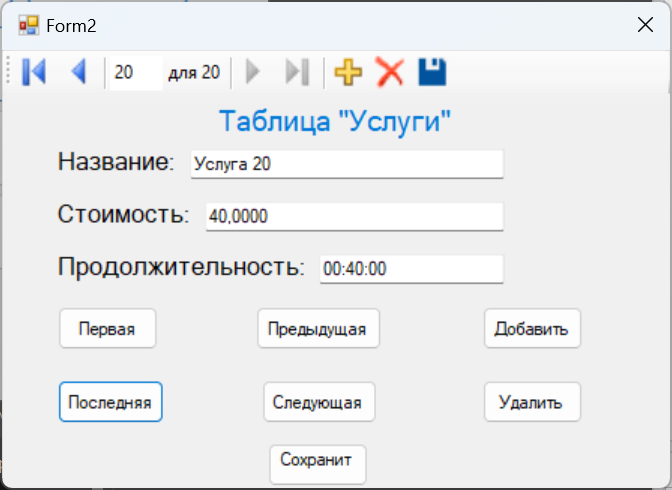 Form2
20 для 20
Таблица "Услуги"
Название: Услуга 20
Стоимость: 40,0000
Продолжительность: 00:40:00
Первая Предыдущая Добавить
Последняя Следующая Удалить
Сохранит